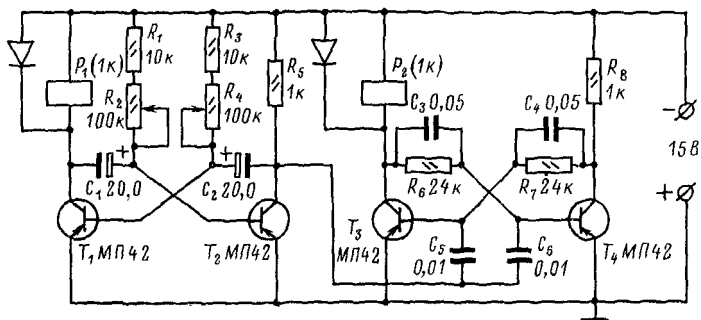 R₁
10к
R₃
10к
P₁(1к)
R₂
100к
R₄
100к
R₅
1к
+
C₁ 20,0
+
C₂ 20,0
T₁ МП42
T₂ МП42
P₂(1к)
C₃ 0,05
C₄ 0,05
R₈
1к
R₆ 24к
R₇ 24к
T₃
МП42
C₅
0,01
C₆
0,01
T₄ МП42
−
15В
+